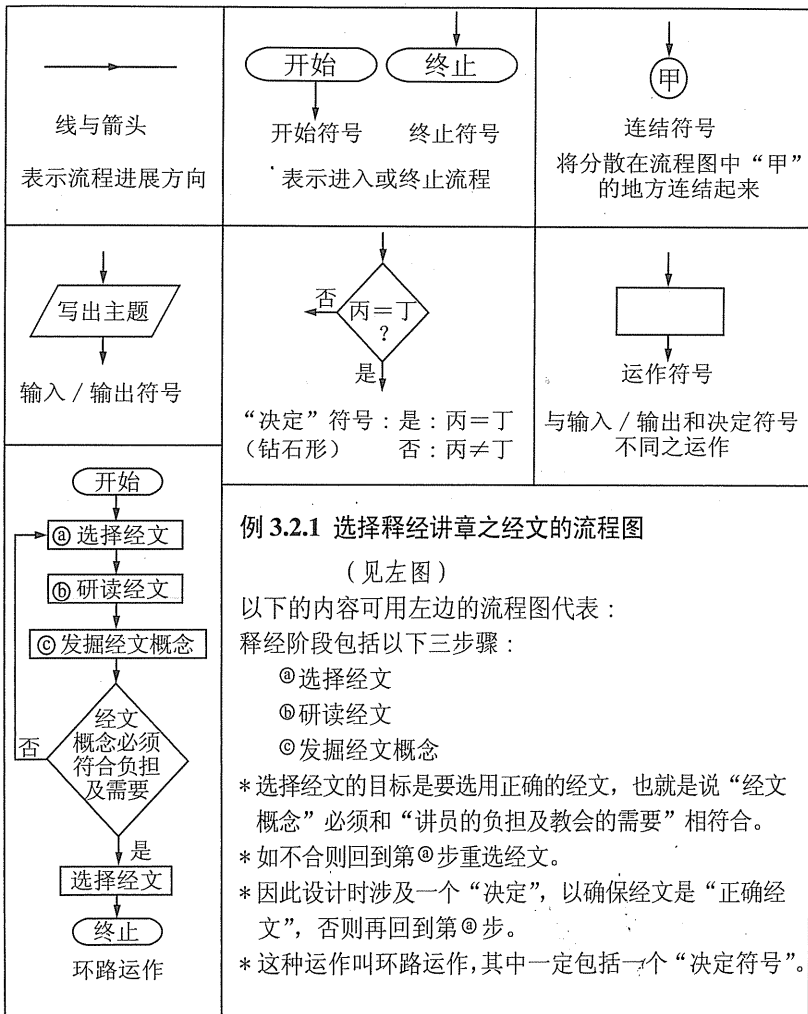 线与箭头
表示流程进展方向
开始
终止
开始符号 终止符号
表示进入或终止流程
甲
连结符号
将分散在流程图中“甲”
的地方连结起来
写出主题
输入/输出符号
否
丙=丁
?
是
“决定”符号:是:丙=丁
(钻石形) 否:丙≠丁
运作符号
与输入/输出和决定符号
不同之运作
开始
ⓐ选择经文
ⓑ研读经文
ⓒ发掘经文概念
经文
概念必须
符合负担
及需要
否
是
选择经文
终止
环路运作
例 3.2.1 选择释经讲章之经文的流程图
(见左图)
以下的内容可用左边的流程图代表:
释经阶段包括以下三步骤:
ⓐ选择经文
ⓑ研读经文
ⓒ发掘经文概念
*选择经文的目标是要选用正确的经文,也就是说“经文
概念”必须和“讲员的负担及教会的需要”相符合。
*如不合则回到第ⓐ步重选经文。
*因此设计时涉及一个“决定”,以确保经文是“正确经
文”,否则再回到第ⓐ步。
*这种运作叫环路运作,其中一定包括一个“决定符号”。